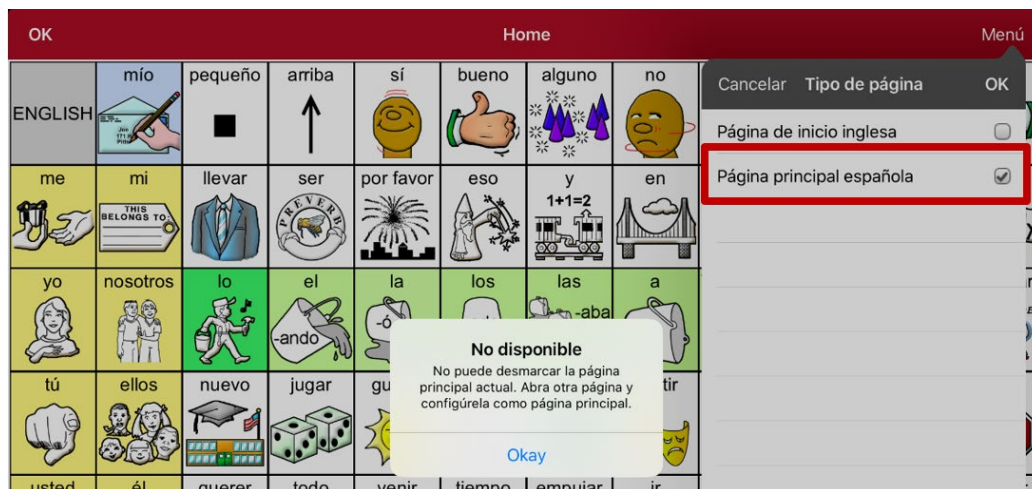 OK Home Menú
ENGLISH mío pequeño arriba sí bueno alguno no
Cancelar Tipo de página OK
Página de inicio inglesa
Página principal española
me mi llevar ser por favor eso y en
THIS BELONGS TO:
PREVERB
1+1=2
yo nosotros lo el la los las a
-ando -aba
No disponible
No puede desmarcar la página
principal actual. Abra otra página y
configúrela como página principal.
Okay
tú ellos nuevo jugar
usted él querer todo venir tiempo empujar ir